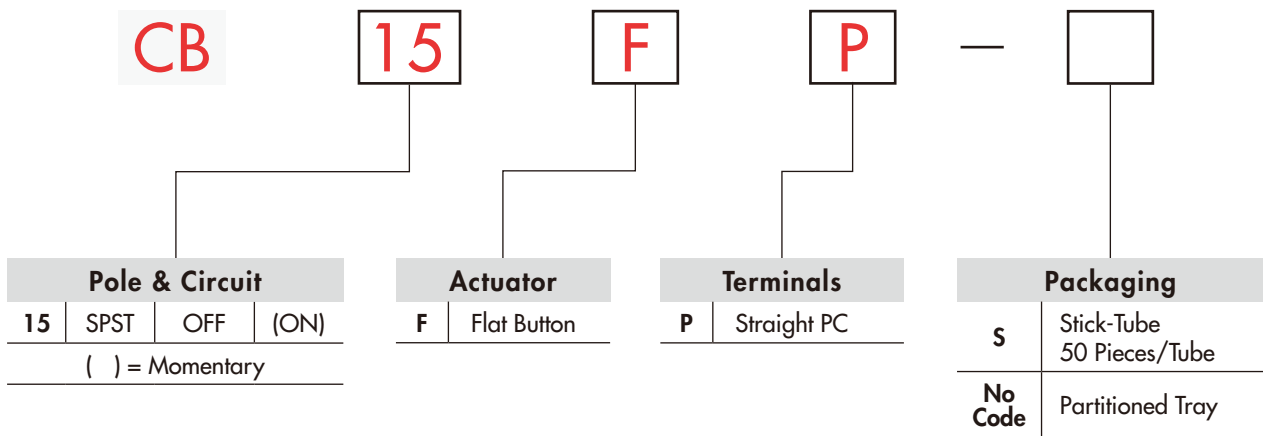 CB 15 F P —
Pole & Circuit
15 SPST OFF (ON)
( ) = Momentary
Actuator
F Flat Button
Terminals
P Straight PC
Packaging
S Stick-Tube
50 Pieces/Tube
No
Code Partitioned Tray